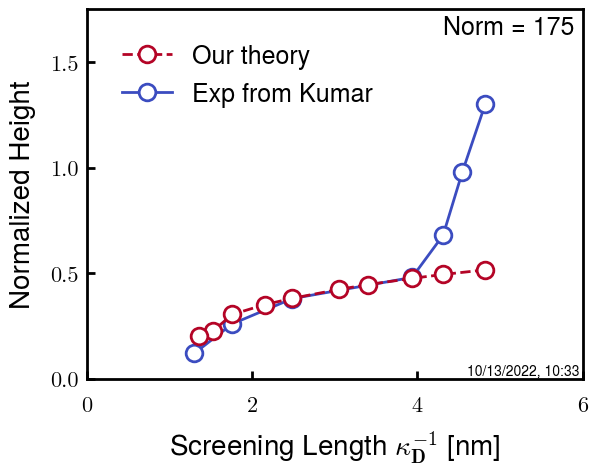 Norm = 175
Our theory
Exp from Kumar
Normalized Height
1.5
1.0
0.5
0.0
10/13/2022, 10:33
0 2 4 6
Screening Length κ_D^{-1} [nm]